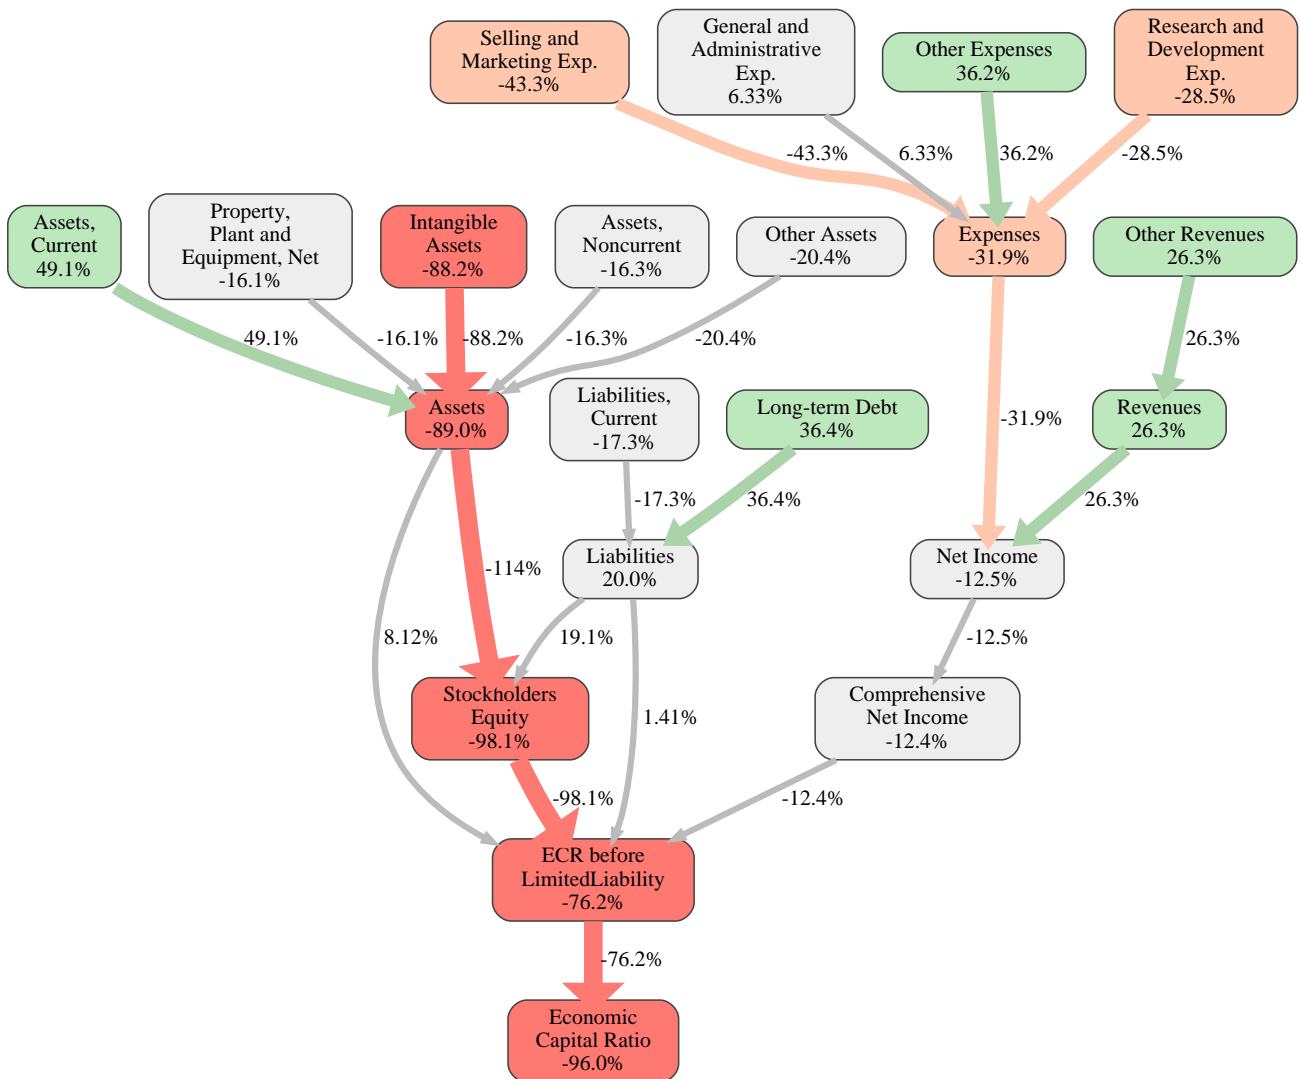 Selling and
Marketing Exp.
-43.3%
General and
Administrative
Exp.
6.33%
Other Expenses
36.2%
Research and
Development
Exp.
-28.5%
-43.3%
6.33%
36.2%
-28.5%
Assets,
Current
49.1%
Property,
Plant and
Equipment, Net
-16.1%
Intangible
Assets
-88.2%
Assets,
Noncurrent
-16.3%
Other Assets
-20.4%
Expenses
-31.9%
Other Revenues
26.3%
49.1%
-16.1%
-88.2%
-16.3%
-20.4%
26.3%
Assets
-89.0%
Liabilities,
Current
-17.3%
Long-term Debt
36.4%
-31.9%
Revenues
26.3%
-17.3%
36.4%
26.3%
-114%
Liabilities
20.0%
Net Income
-12.5%
8.12%
19.1%
-12.5%
Stockholders
Equity
-98.1%
1.41%
Comprehensive
Net Income
-12.4%
-98.1%
-12.4%
ECR before
LimitedLiability
-76.2%
-76.2%
Economic
Capital Ratio
-96.0%